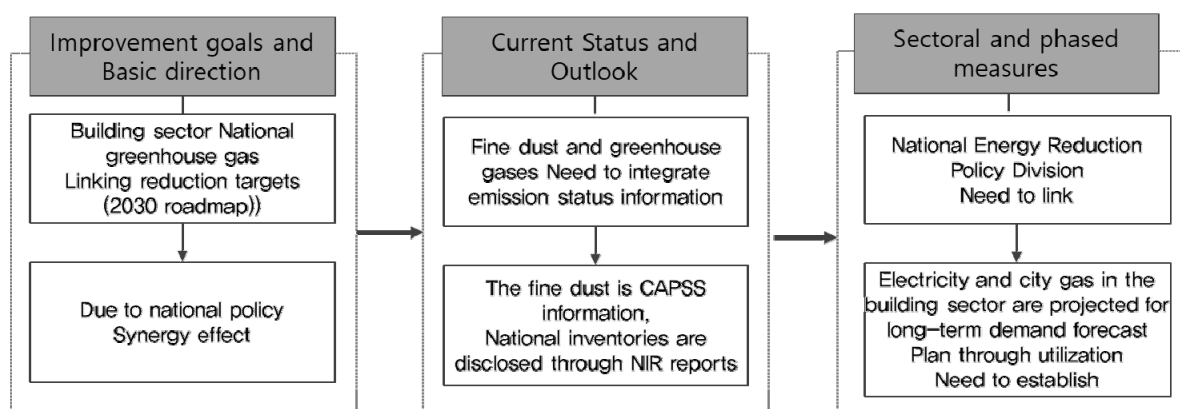 Improvement goals and
Basic direction
Building sector National
greenhouse gas
Linking reduction targets
(2030 roadmap))
Due to national policy
Synergy effect
Current Status and
Outlook
Fine dust and greenhouse
gases Need to integrate
emission status information
The fine dust is CAPSS
information,
National inventories are
disclosed through NIR reports
Sectoral and phased
measures
National Energy Reduction
Policy Division
Need to link
Electricity and city gas in the
building sector are projected for
long-term demand forecast
Plan through utilization
Need to establish